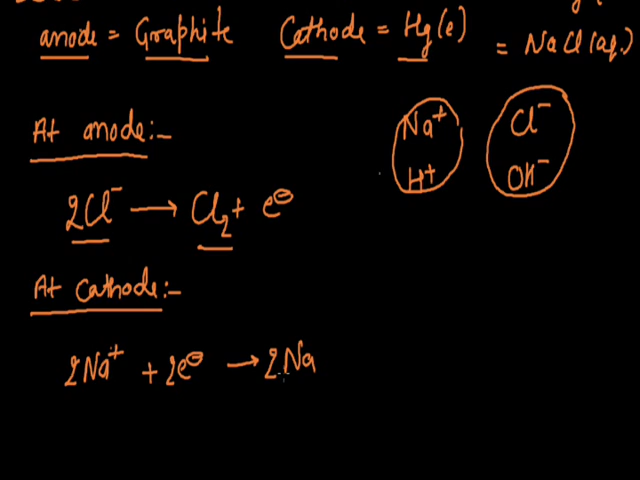 anode = Graphite Cathode = Hg(l) = NaCl(aq.)
At anode:-
Na⁺ Cl⁻
H⁺ OH⁻
2Cl⁻ → Cl₂ + e⊖
At cathode:-
2Na⁺ + 2e⊖ → 2Na